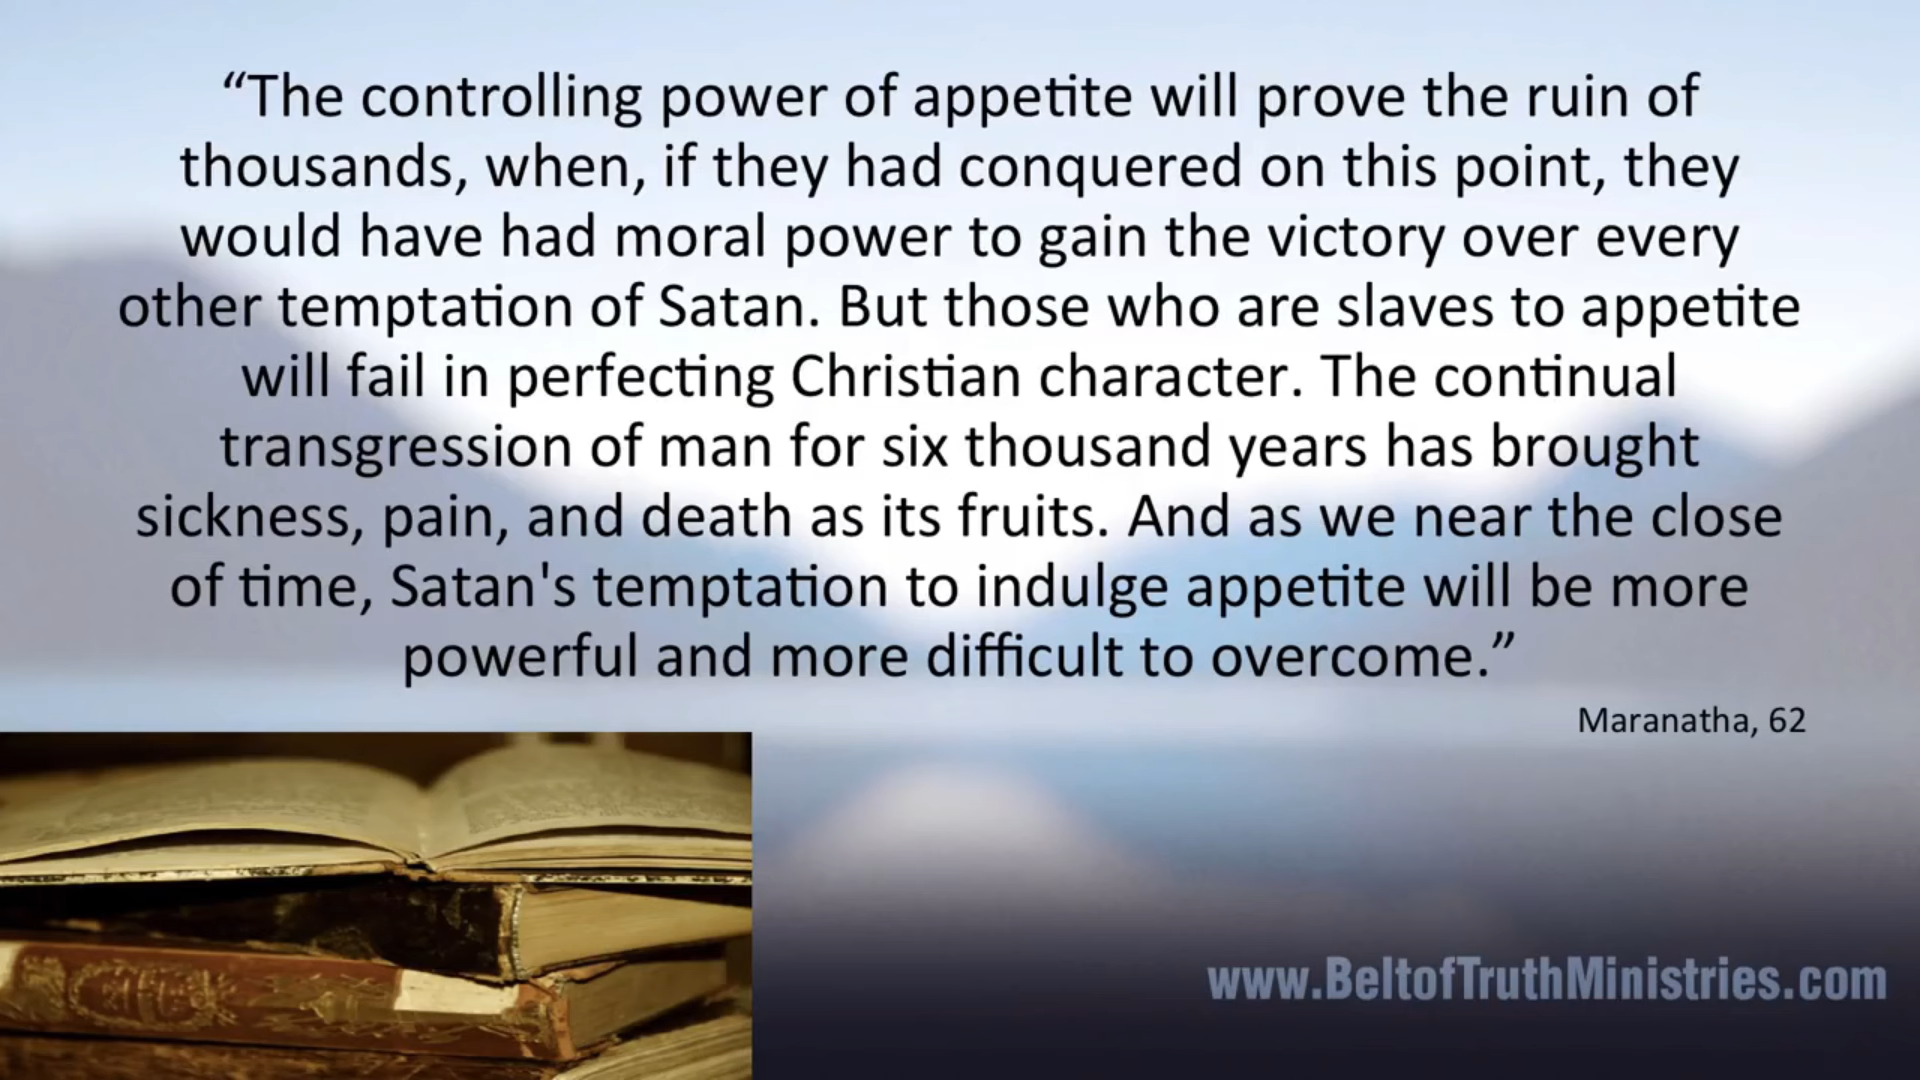 “The controlling power of appetite will prove the ruin of
thousands, when, if they had conquered on this point, they
would have had moral power to gain the victory over every
other temptation of Satan. But those who are slaves to appetite
will fail in perfecting Christian character. The continual
transgression of man for six thousand years has brought
sickness, pain, and death as its fruits. And as we near the close
of time, Satan's temptation to indulge appetite will be more
powerful and more difficult to overcome.”
Maranatha, 62
www.BeltofTruthMinistries.com